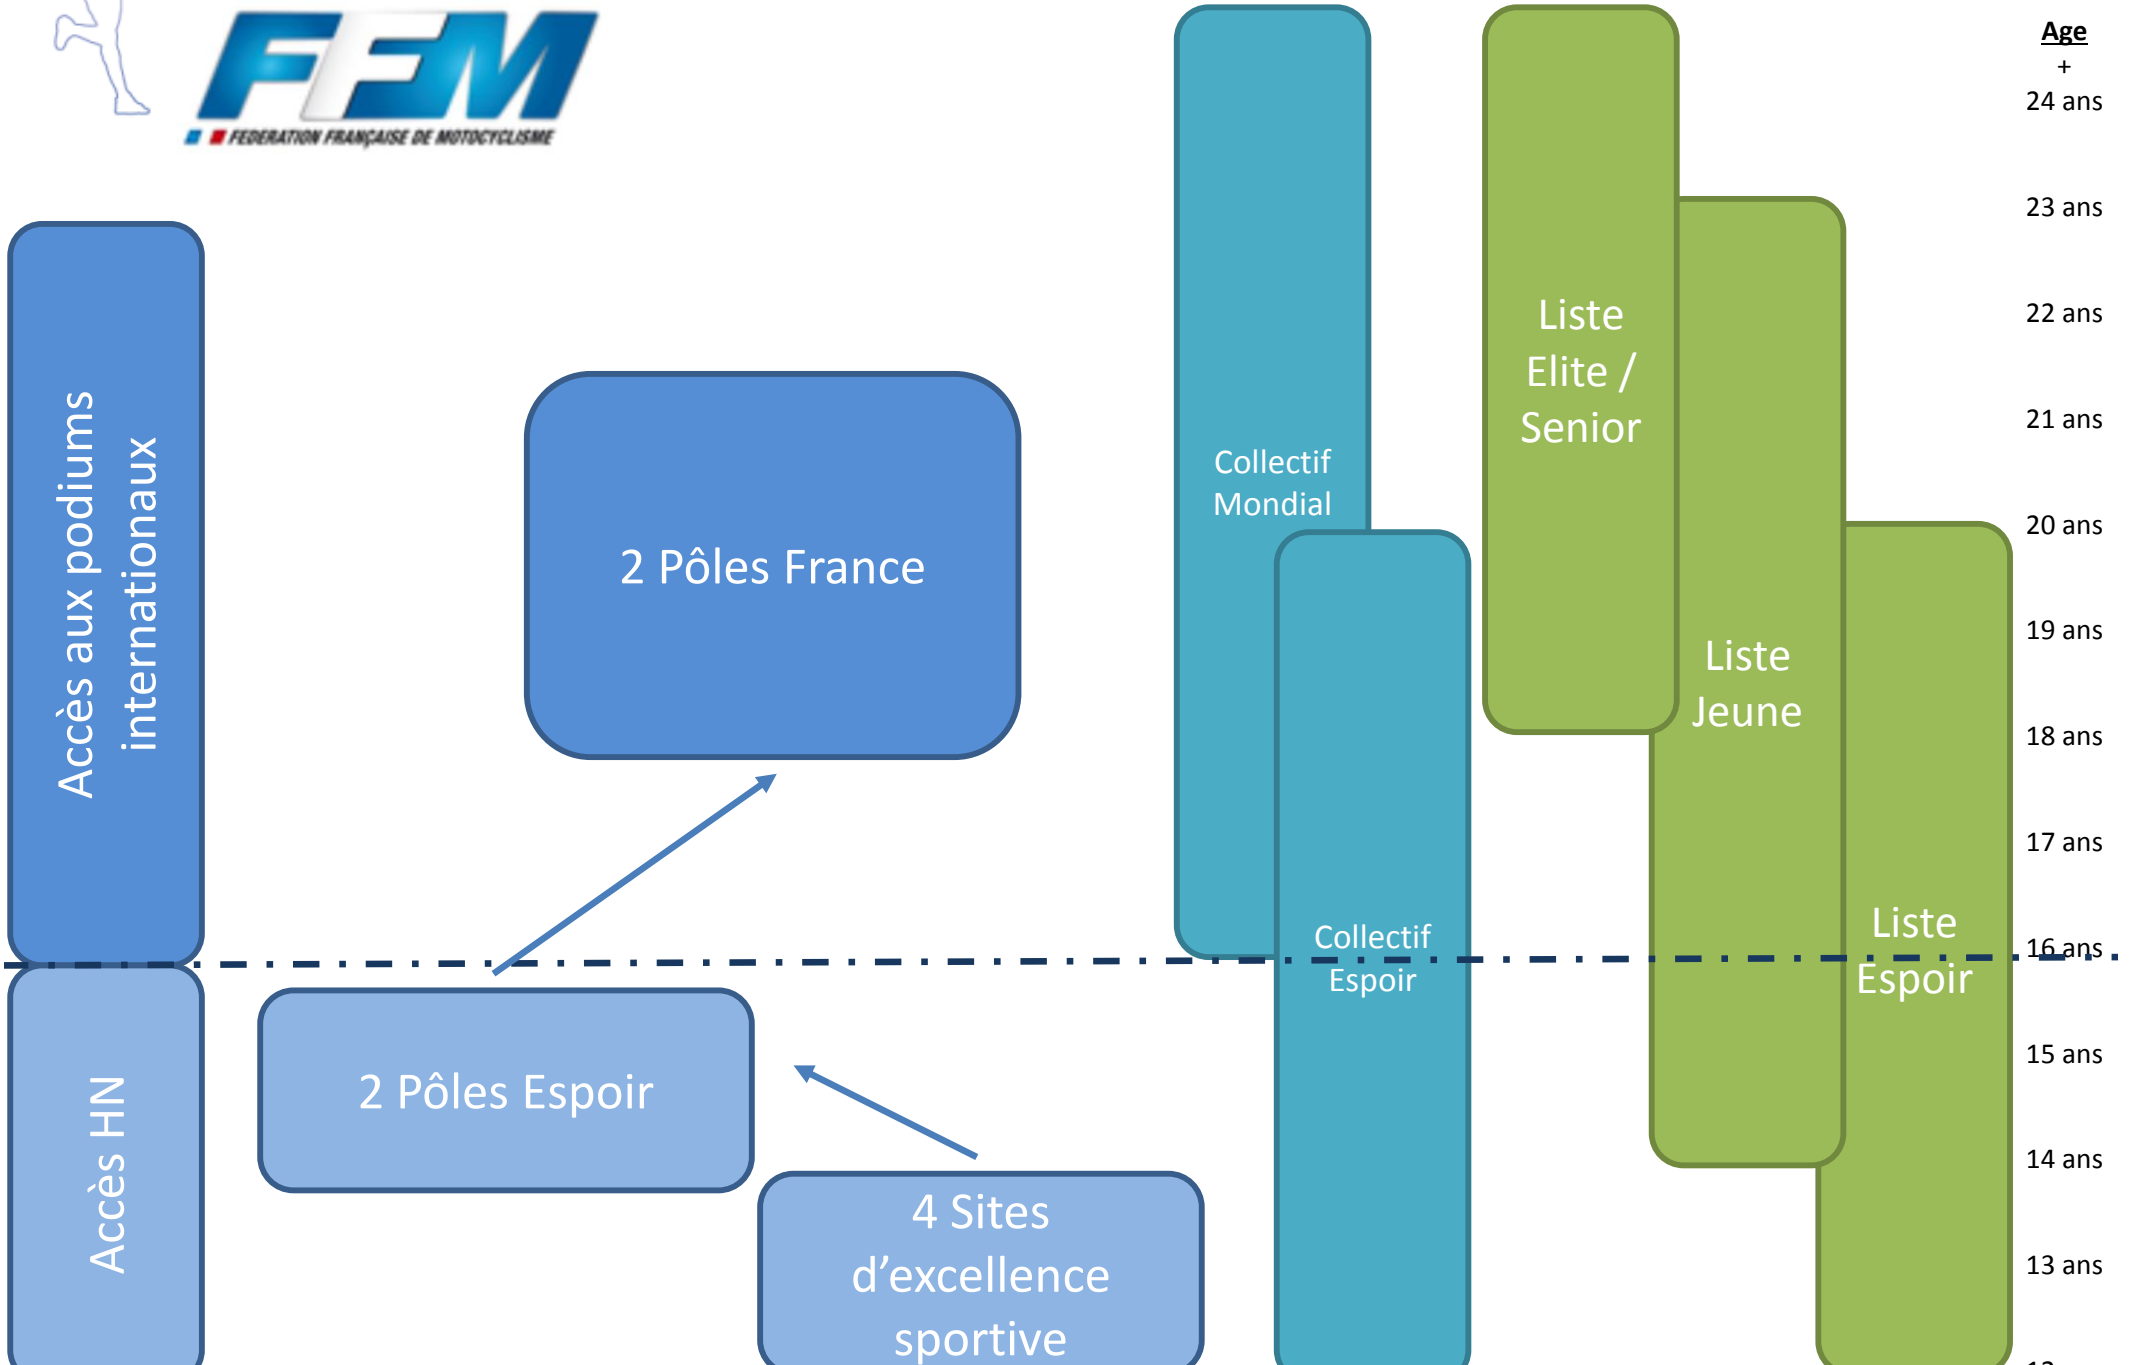 FFM
FEDERATION FRANÇAISE DE MOTOCYCLISME
Accès aux podiums
internationaux
Accès HN
2 Pôles France
2 Pôles Espoir
4 Sites
d’excellence
sportive
Collectif
Mondial
Collectif
Espoir
Liste
Elite /
Senior
Liste
Jeune
Liste
Espoir
Age
+
24 ans
23 ans
22 ans
21 ans
20 ans
19 ans
18 ans
17 ans
16 ans
15 ans
14 ans
13 ans